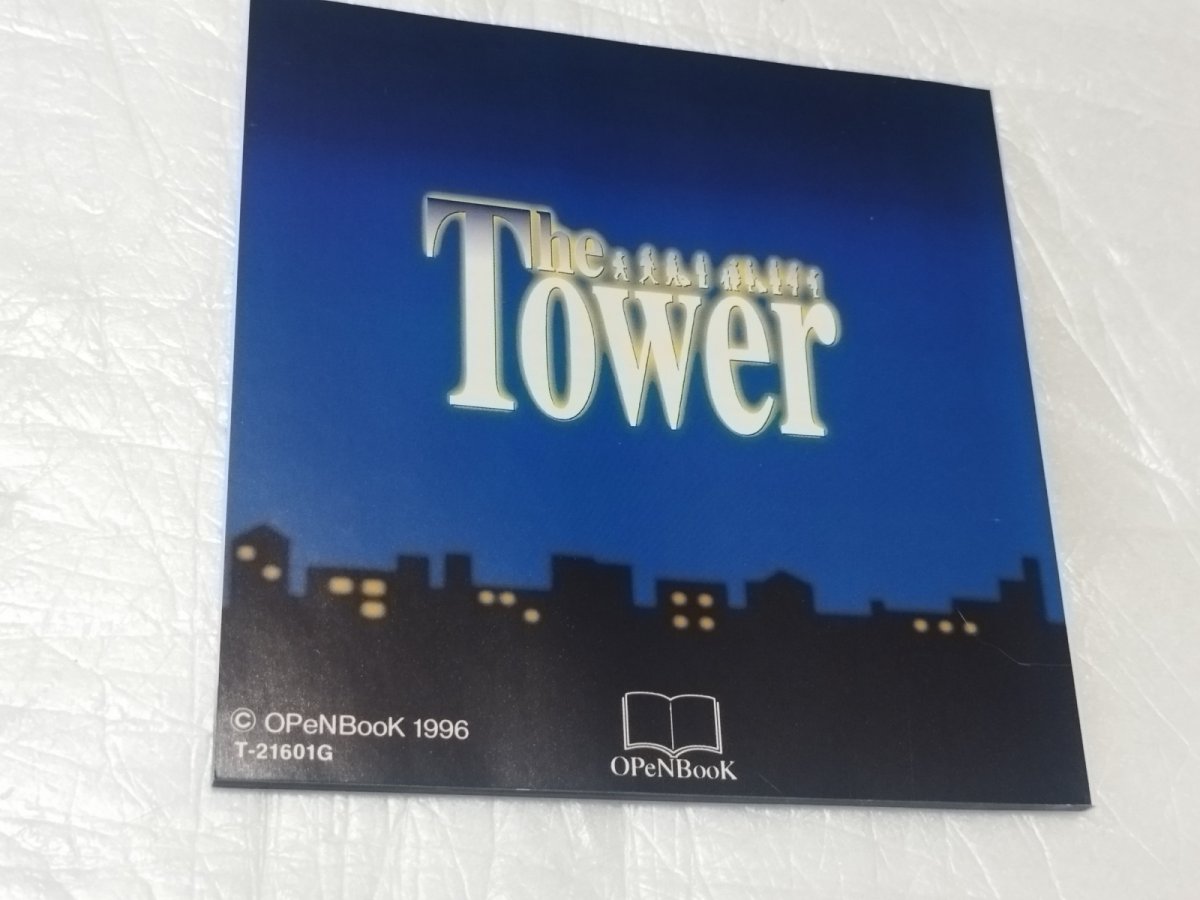 The
Tower
© OPeNBooK 1996
T-21601G
OPeNBooK